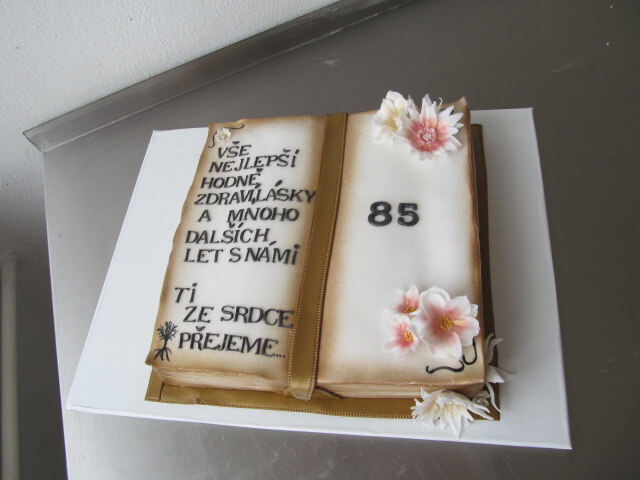 VŠE
NEJLEPŠÍ
HODNĚ
ZDRAVÍ,LÁSKY
A MNOHO
DALŠÍCH
LET S NÁMI
TI
ZE SRDCE
PŘEJEME...
85